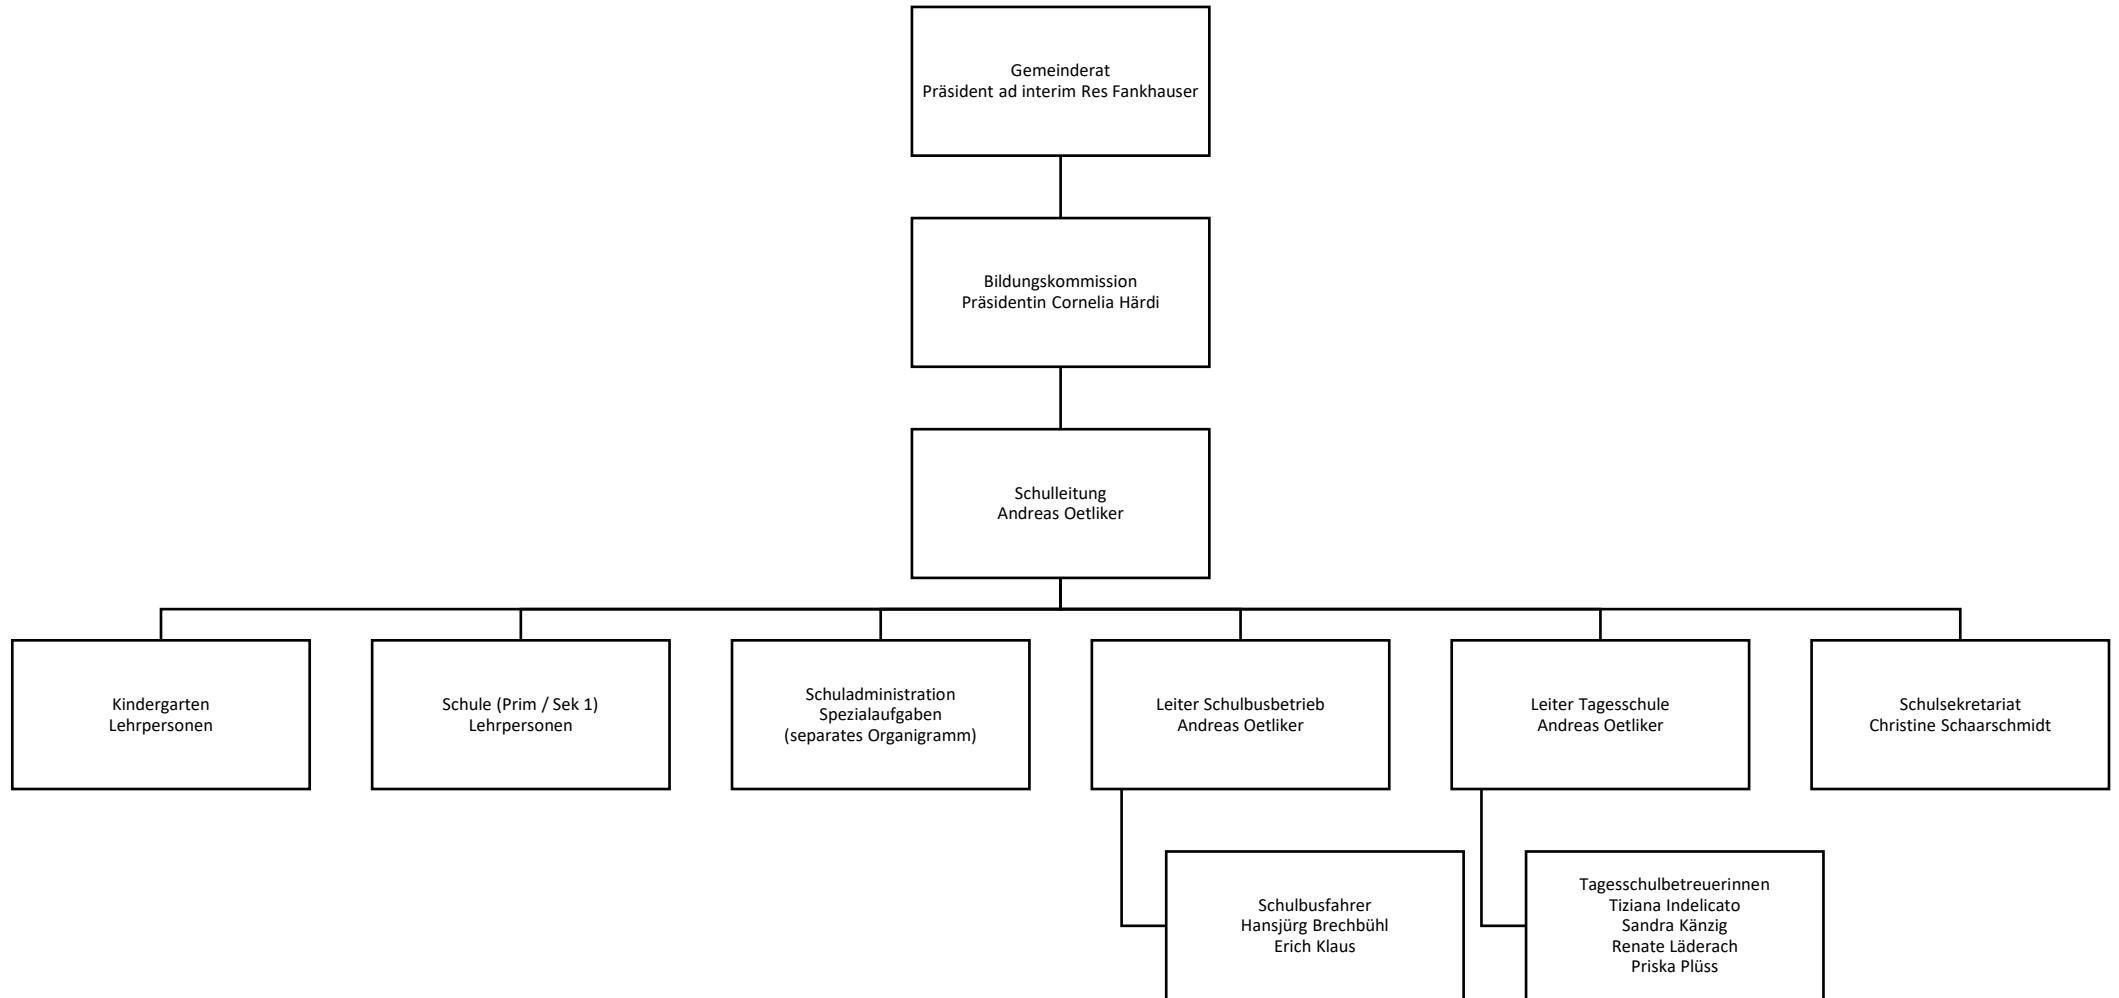 Gemeinderat
Präsident ad interim Res Fankhauser
Bildungskommission
Präsidentin Cornelia Härdi
Schulleitung
Andreas Oetliker
Kindergarten
Lehrpersonen
Schule (Prim / Sek 1)
Lehrpersonen
Schuladministration
Spezialaufgaben
(separates Organigramm)
Leiter Schulbusbetrieb
Andreas Oetliker
Leiter Tagesschule
Andreas Oetliker
Schulsekretariat
Christine Schaarschmidt
Schulbusfahrer
Hansjürg Brechbühl
Erich Klaus
Tagesschulbetreuerinnen
Tiziana Indelicato
Sandra Känzig
Renate Läderach
Priska Plüss